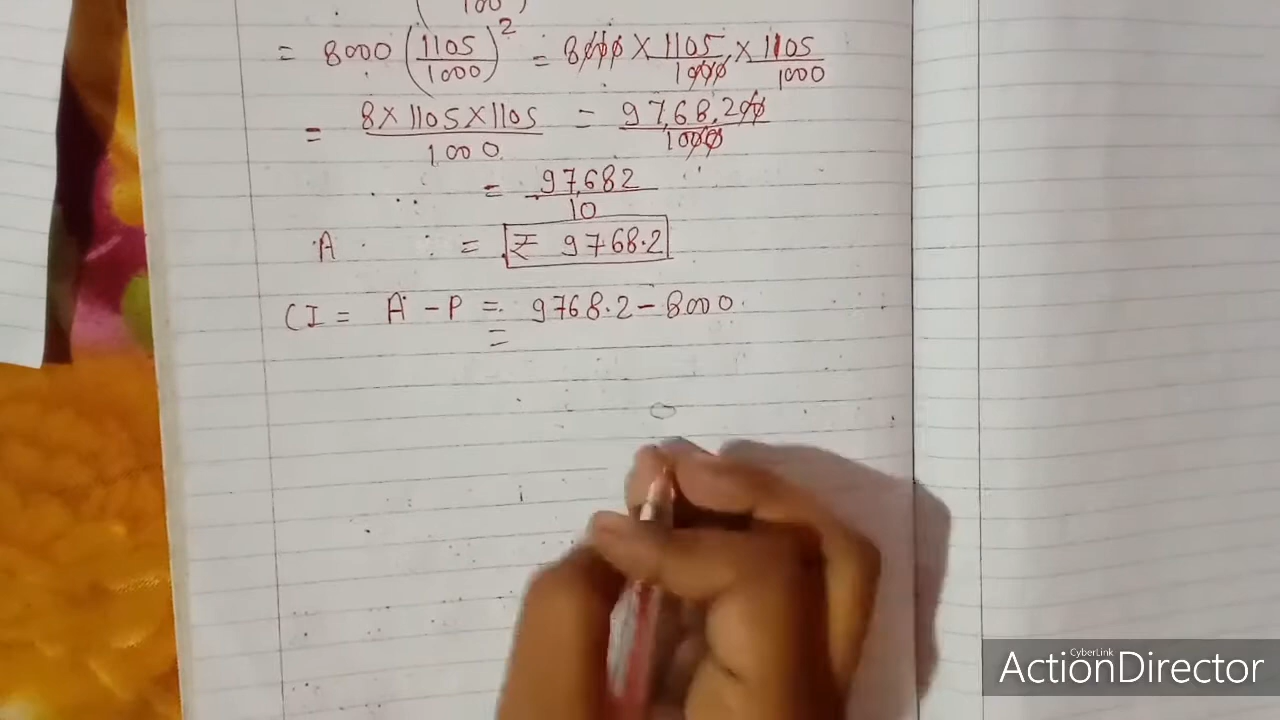 100
= 8000 (1105/1000)² = 8000 × 1105/1000 × 1105/1000
= 8×1105×1105/1000 = 97,68,200/1000
= 97,682/10
A = ₹ 9768.2
CI = A - P = 9768.2 - 8000
=
CyberLink
ActionDirector